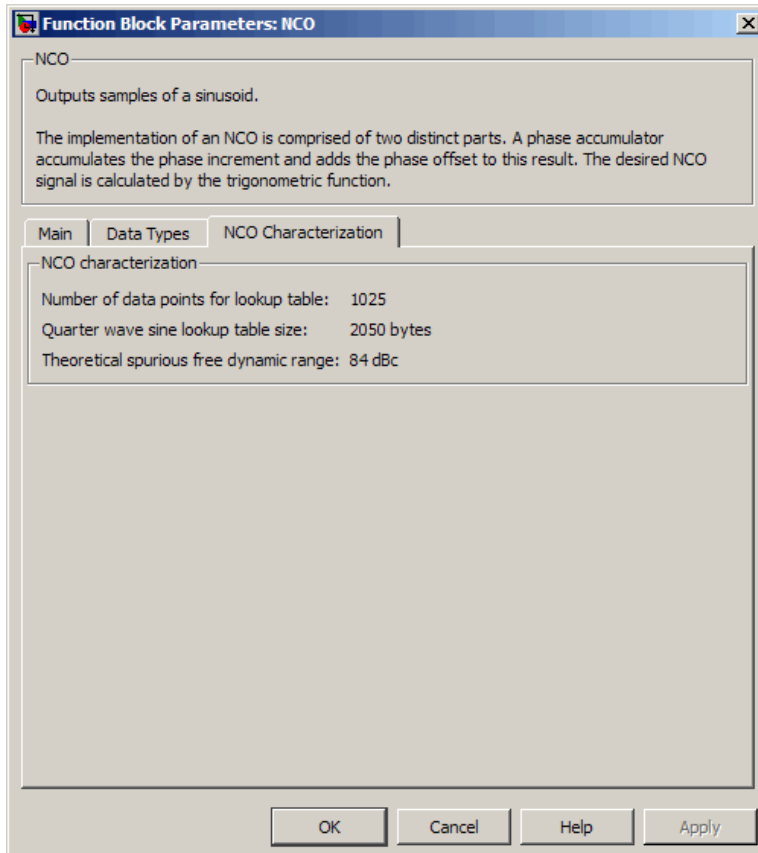 Function Block Parameters: NCO
NCO
Outputs samples of a sinusoid.
The implementation of an NCO is comprised of two distinct parts. A phase accumulator
accumulates the phase increment and adds the phase offset to this result. The desired NCO
signal is calculated by the trigonometric function.
Main Data Types NCO Characterization
NCO characterization
Number of data points for lookup table: 1025
Quarter wave sine lookup table size: 2050 bytes
Theoretical spurious free dynamic range: 84 dBc
OK Cancel Help Apply